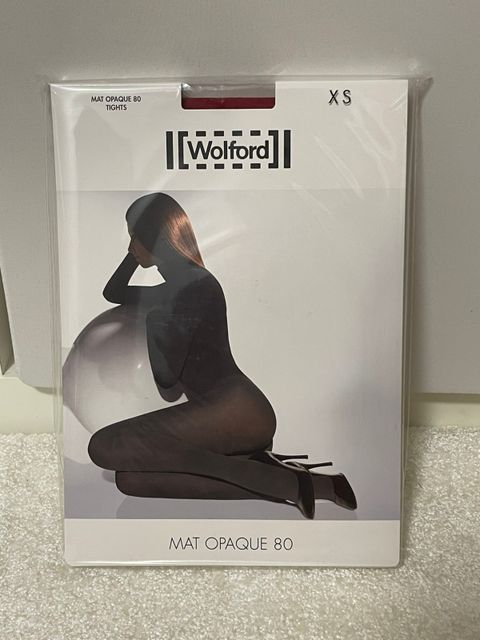 MAT OPAQUE 80
TIGHTS
XS
Wolford
MAT OPAQUE 80